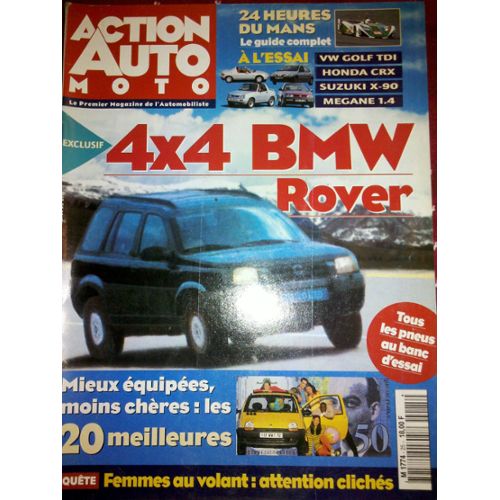 ACTION
AUTO
MOTO
Le Premier Magazine de l'Automobiliste
24 HEURES
DU MANS
Le guide complet
À L'ESSAI
VW GOLF TDI
HONDA CRX
SUZUKI X-90
MEGANE 1.4
EXCLUSIF
4x4 BMW
Rover
Tous
les pneus
au banc
d'essai
Mieux équipées,
moins chères : les
20 meilleures
50
M 1774 - 25 - 18,00 F
QUÊTE
Femmes au volant : attention clichés